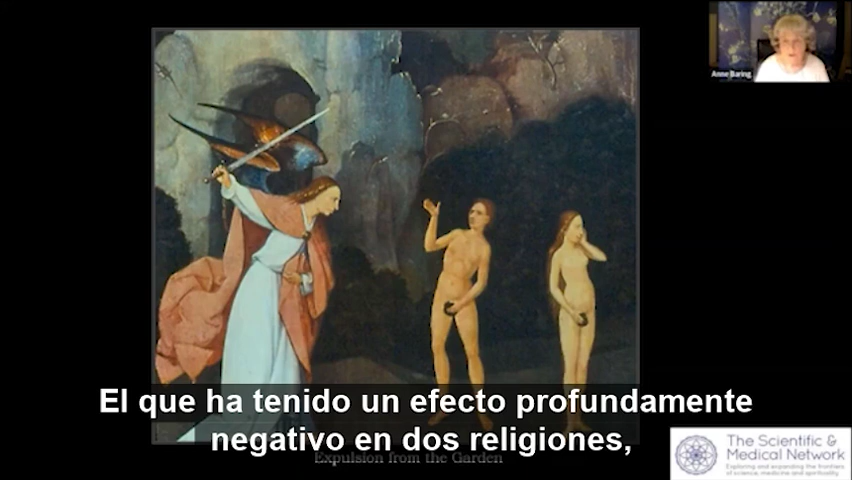 Anne Baring
El que ha tenido un efecto profundamente
negativo en dos religiones,
Expulsion from the Garden
The Scientific &
Medical Network
Exploring and expanding the frontiers
of science, medicine and spirituality